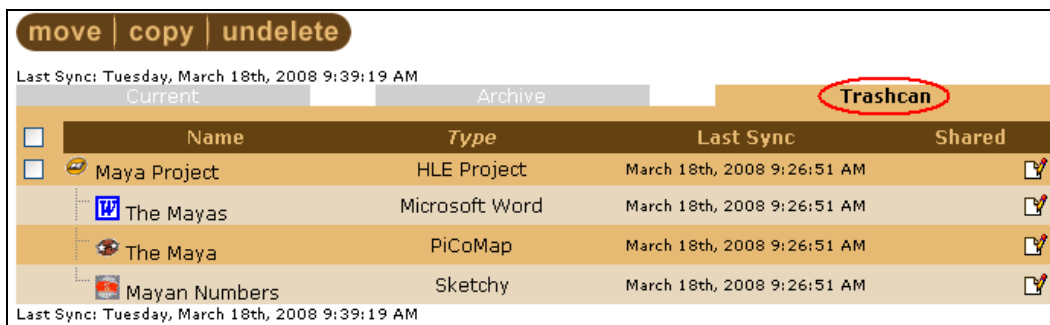 move | copy | undelete
Last Sync: Tuesday, March 18th, 2008 9:39:19 AM
Current Archive Trashcan
Name Type Last Sync Shared
Maya Project HLE Project March 18th, 2008 9:26:51 AM
The Mayas Microsoft Word March 18th, 2008 9:26:51 AM
The Maya PiCoMap March 18th, 2008 9:26:51 AM
Mayan Numbers Sketchy March 18th, 2008 9:26:51 AM
Last Sync: Tuesday, March 18th, 2008 9:39:19 AM